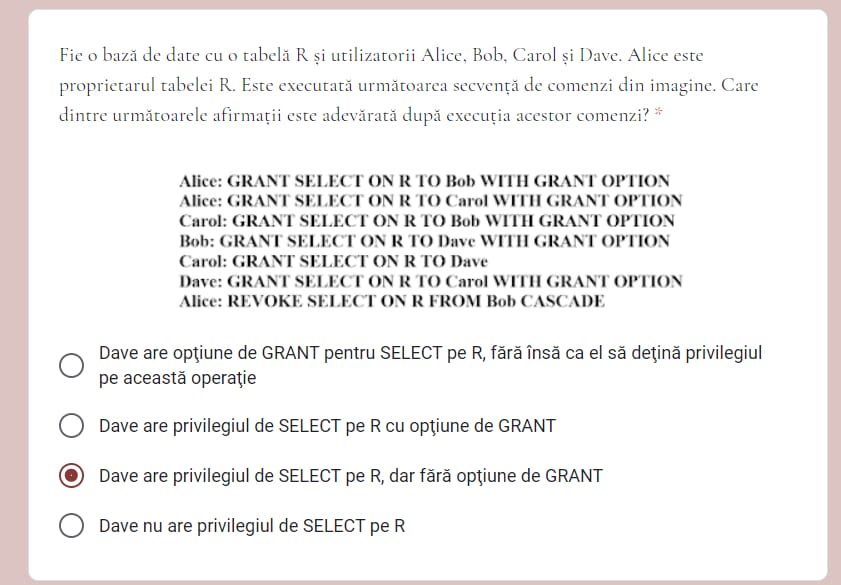 Fie o bază de date cu o tabelă R și utilizatorii Alice, Bob, Carol și Dave. Alice este
proprietarul tabelei R. Este executată următoarea secvență de comenzi din imagine. Care
dintre următoarele afirmații este adevărată după execuția acestor comenzi? *
Alice: GRANT SELECT ON R TO Bob WITH GRANT OPTION
Alice: GRANT SELECT ON R TO Carol WITH GRANT OPTION
Carol: GRANT SELECT ON R TO Bob WITH GRANT OPTION
Bob: GRANT SELECT ON R TO Dave WITH GRANT OPTION
Carol: GRANT SELECT ON R TO Dave
Dave: GRANT SELECT ON R TO Carol WITH GRANT OPTION
Alice: REVOKE SELECT ON R FROM Bob CASCADE
Dave are opţiune de GRANT pentru SELECT pe R, fără însă ca el să deţină privilegiul
pe această operaţie
Dave are privilegiul de SELECT pe R cu opţiune de GRANT
Dave are privilegiul de SELECT pe R, dar fără opţiune de GRANT
Dave nu are privilegiul de SELECT pe R